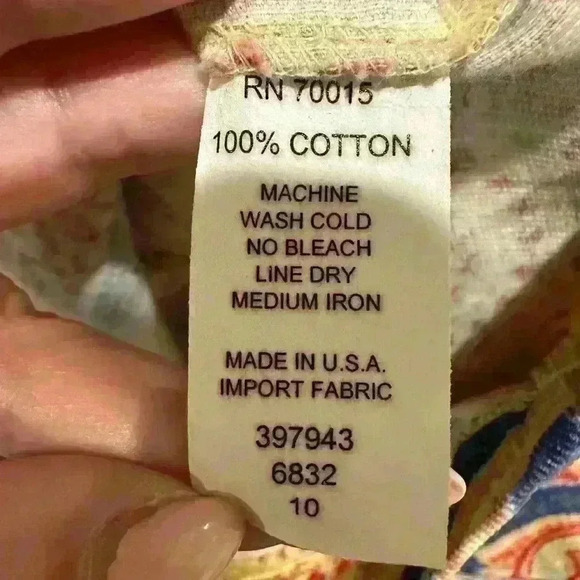 RN 70015
100% COTTON
MACHINE
WASH COLD
NO BLEACH
LINE DRY
MEDIUM IRON
MADE IN U.S.A.
IMPORT FABRIC
397943
6832
10